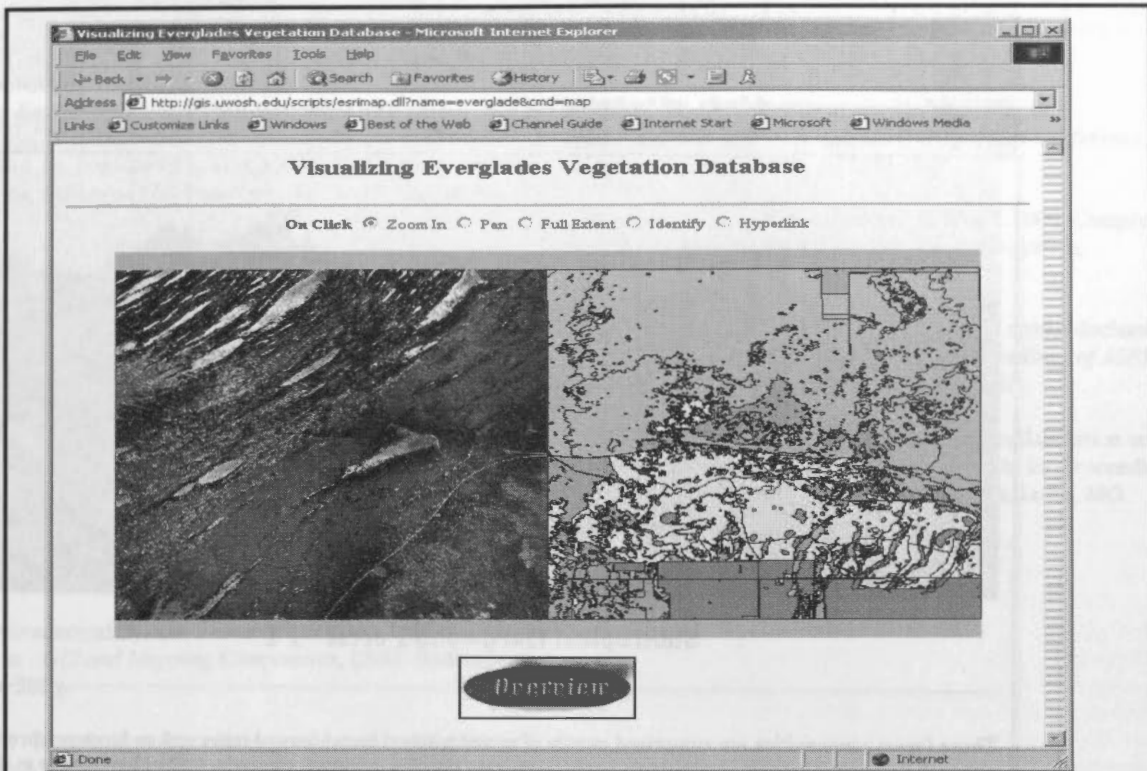 Visualizing Everglades Vegetation Database - Microsoft Internet Explorer
File Edit View Favorites Tools Help
Back Search Favorites History
Address http://gis.uwosh.edu/scripts/esrimap.dll?name=everglade&cmd=map
Links Customize Links Windows Best of the Web Channel Guide Internet Start Microsoft Windows Media »
Visualizing Everglades Vegetation Database
On Click Zoom In Pan Full Extent Identify Hyperlink
Overview
Done Internet